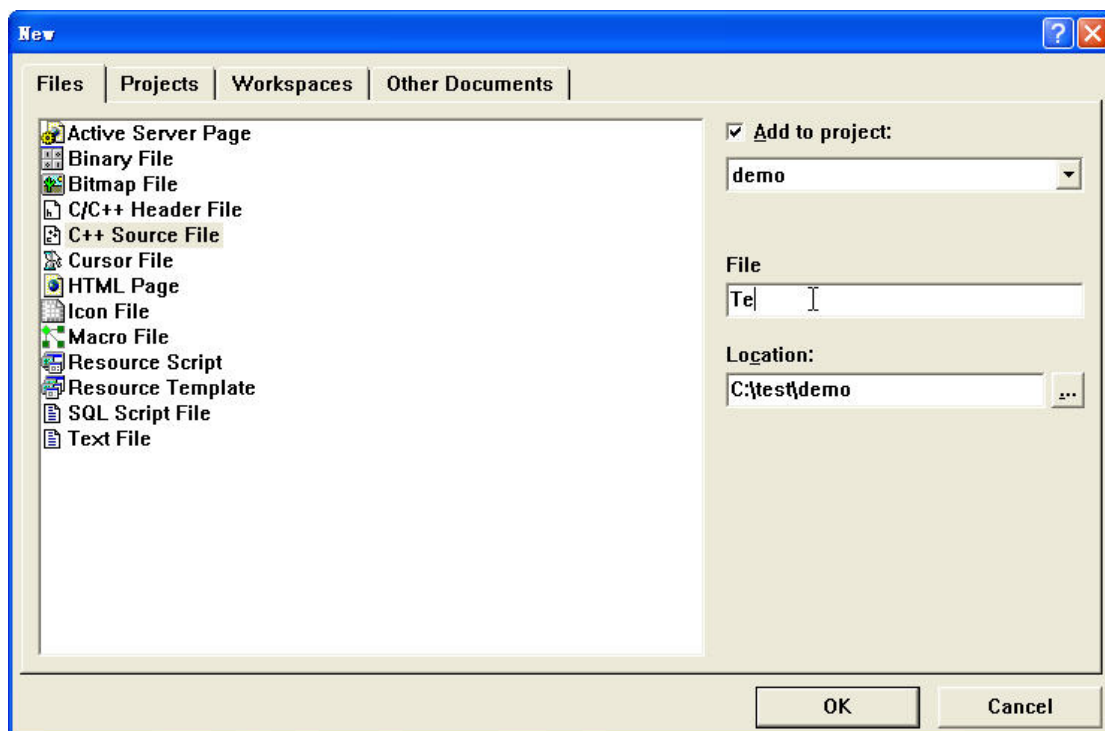 New
Files Projects Workspaces Other Documents
Active Server Page
Binary File
Bitmap File
C/C++ Header File
C++ Source File
Cursor File
HTML Page
Icon File
Macro File
Resource Script
Resource Template
SQL Script File
Text File
Add to project:
demo
File
Te
Location:
C:\test\demo
...
OK Cancel